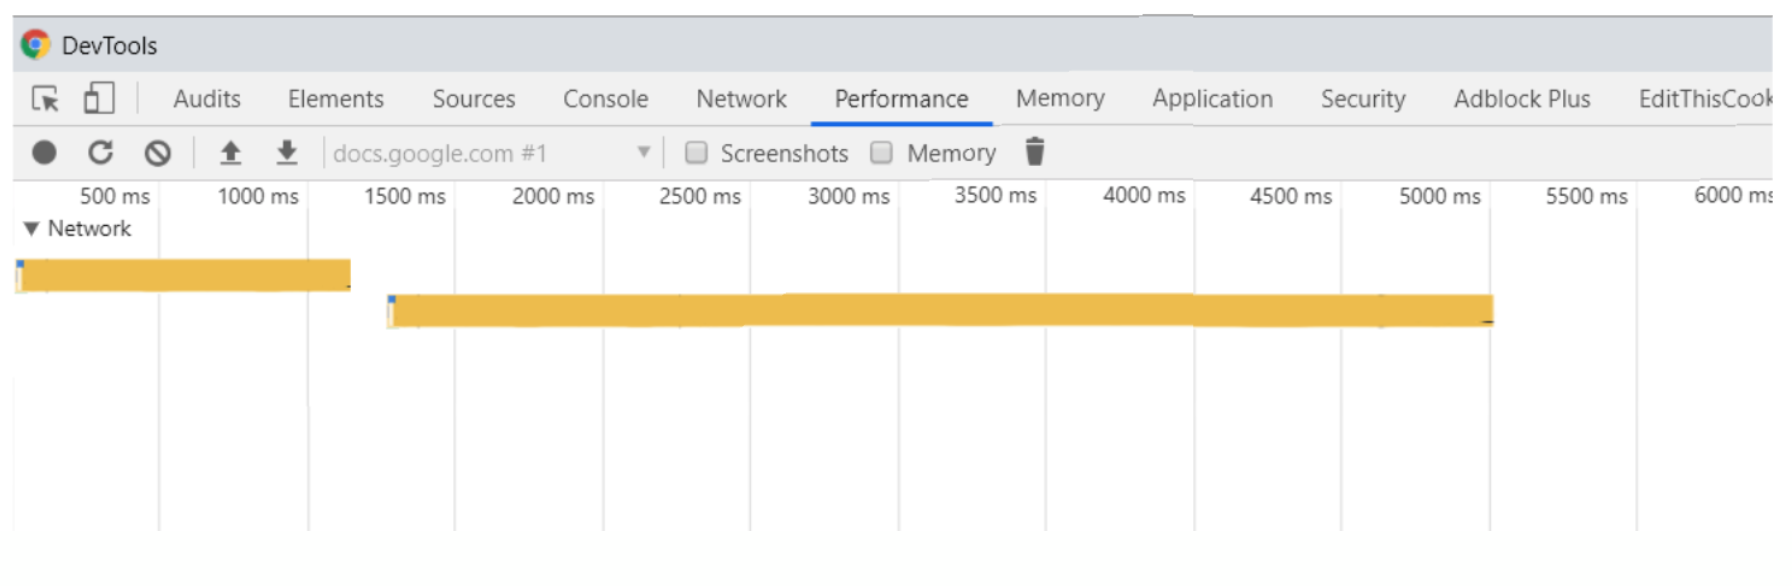 DevTools
Audits Elements Sources Console Network Performance Memory Application Security Adblock Plus EditThisCook
docs.google.com #1 Screenshots Memory
500 ms 1000 ms 1500 ms 2000 ms 2500 ms 3000 ms 3500 ms 4000 ms 4500 ms 5000 ms 5500 ms 6000 ms
Network